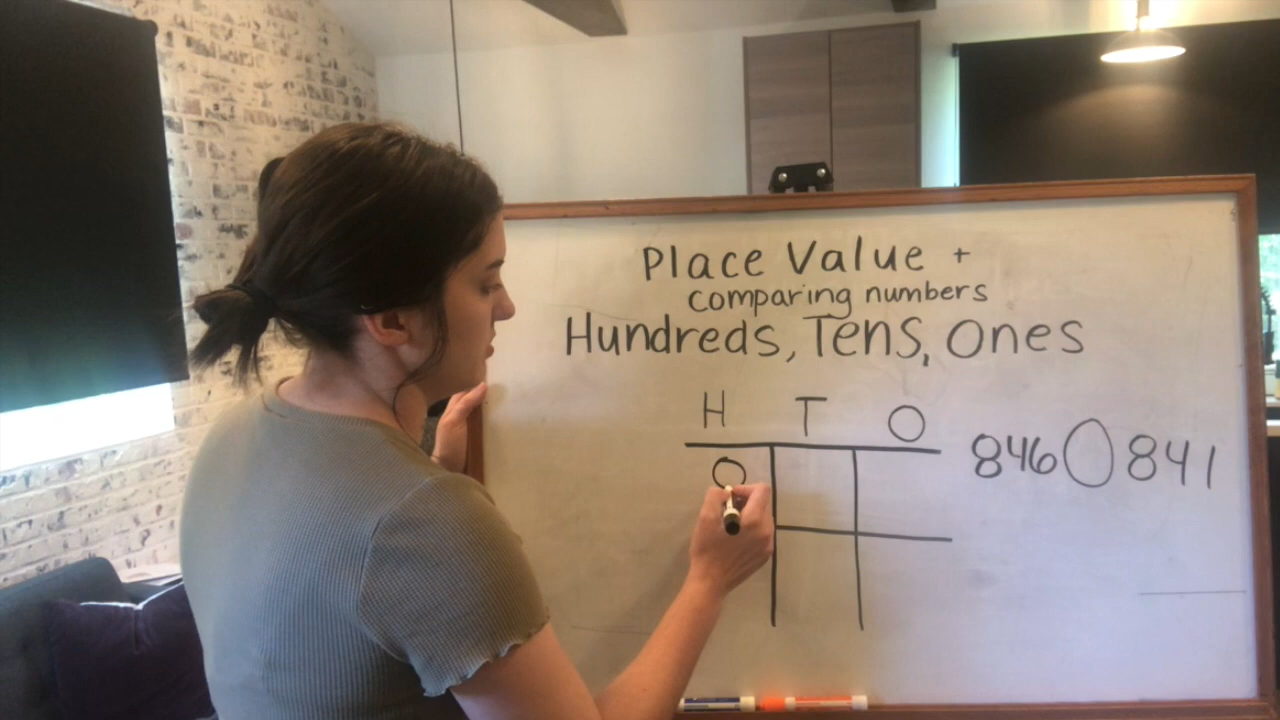 Place Value +
comparing numbers
Hundreds, Tens, Ones
H T O
846 O 841